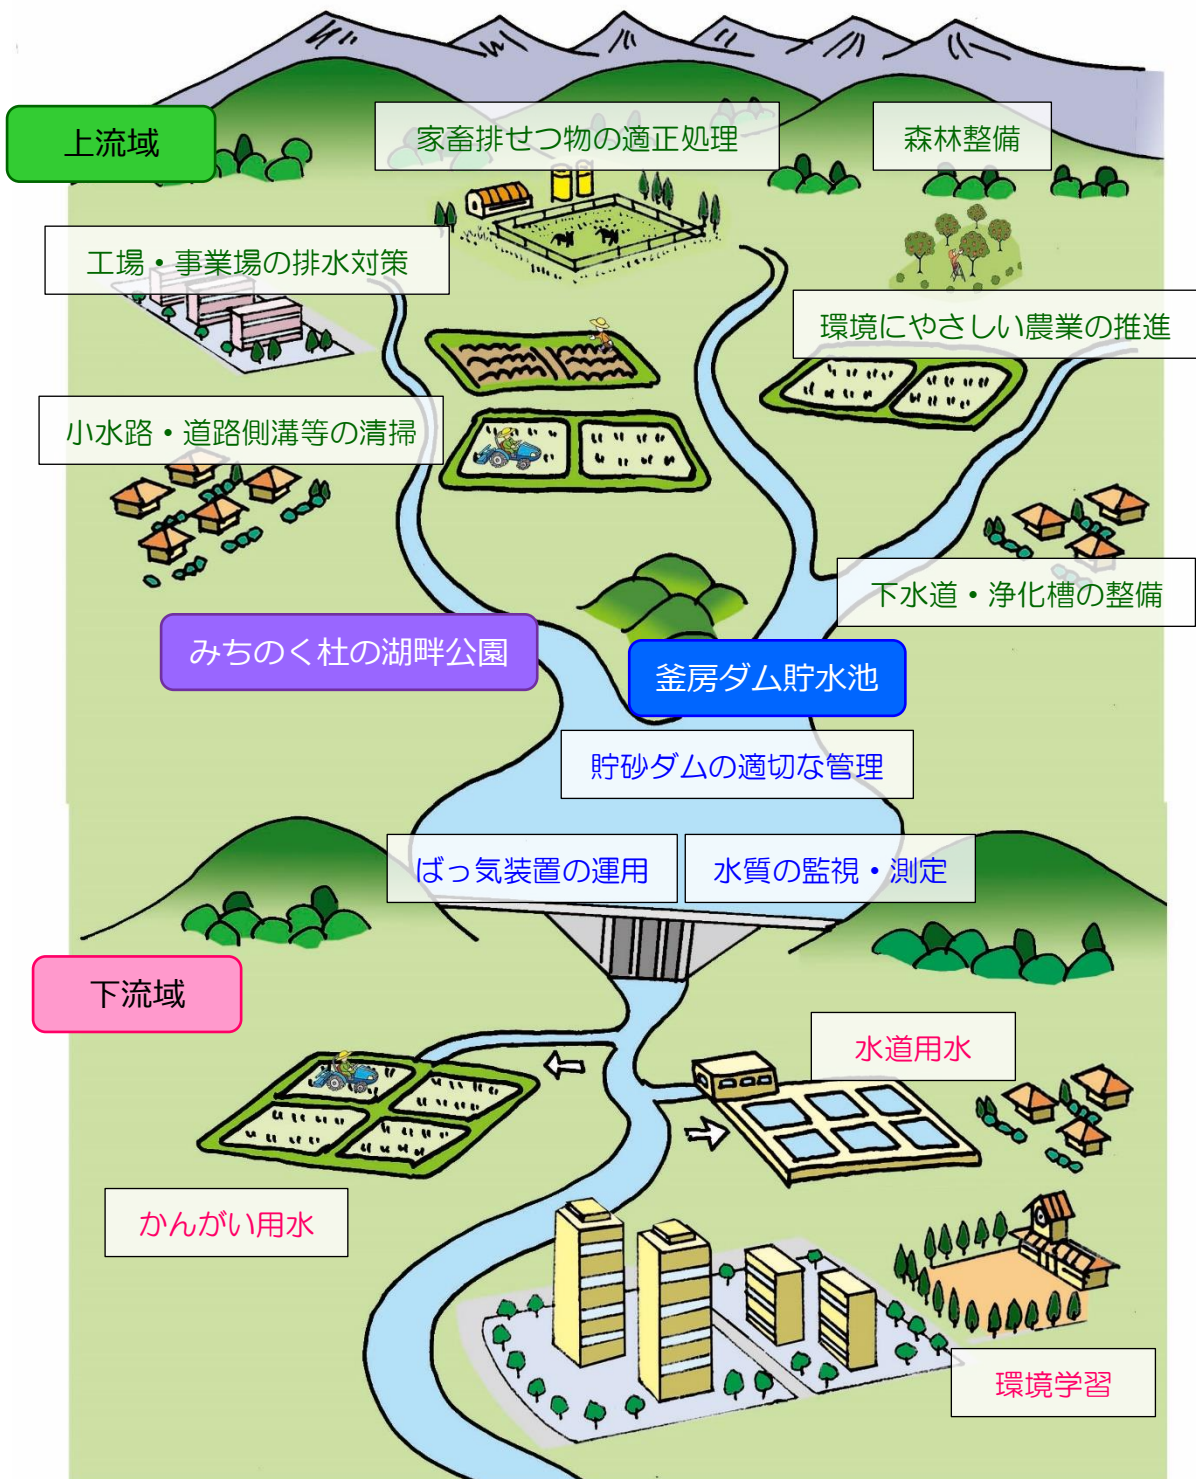 上流域
家畜排せつ物の適正処理
森林整備
工場・事業場の排水対策
環境にやさしい農業の推進
小水路・道路側溝等の清掃
下水道・浄化槽の整備
みちのく杜の湖畔公園
釜房ダム貯水池
貯砂ダムの適切な管理
ばっ気装置の運用
水質の監視・測定
下流域
水道用水
かんがい用水
環境学習